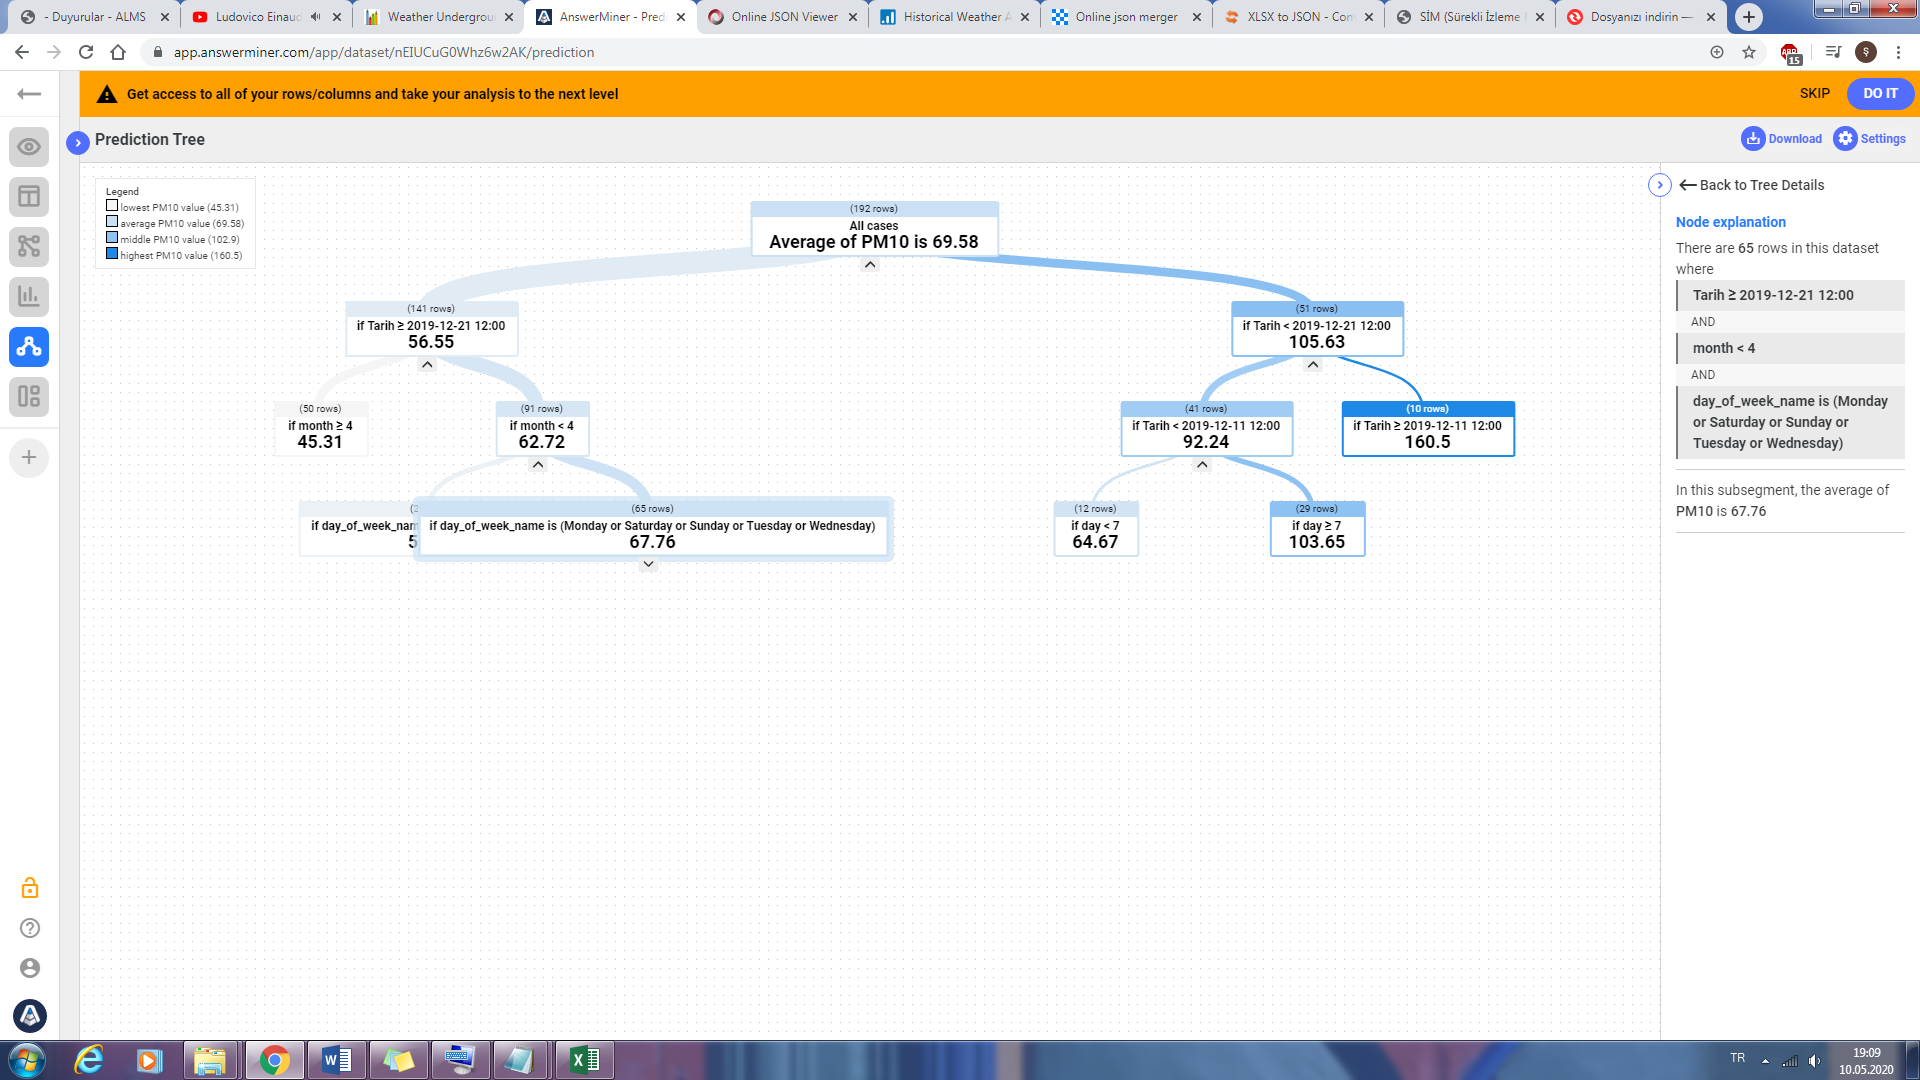 - Duyurular - ALMS
Ludovico Einaud
Weather Undergroun
AnswerMiner - Pred
Online JSON Viewer
Historical Weather A
Online json merger
XLSX to JSON - Con
SİM (Sürekli İzleme
Dosyanızı indirin —
app.answerminer.com/app/dataset/nEIUCuG0Whz6w2AK/prediction
ABP
15
Ş
Get access to all of your rows/columns and take your analysis to the next level
SKIP
DO IT
Prediction Tree
Download
Settings
Legend
lowest PM10 value (45.31)
average PM10 value (69.58)
middle PM10 value (102.9)
highest PM10 value (160.5)
(192 rows)
All cases
Average of PM10 is 69.58
(141 rows)
if Tarih ≥ 2019-12-21 12:00
56.55
(51 rows)
if Tarih < 2019-12-21 12:00
105.63
(50 rows)
if month ≥ 4
45.31
(91 rows)
if month < 4
62.72
(41 rows)
if Tarih < 2019-12-11 12:00
92.24
(10 rows)
if Tarih ≥ 2019-12-11 12:00
160.5
(2
if day_of_week_nam
5
(65 rows)
if day_of_week_name is (Monday or Saturday or Sunday or Tuesday or Wednesday)
67.76
(12 rows)
if day < 7
64.67
(29 rows)
if day ≥ 7
103.65
Back to Tree Details
Node explanation
There are 65 rows in this dataset
where
Tarih ≥ 2019-12-21 12:00
AND
month < 4
AND
day_of_week_name is (Monday
or Saturday or Sunday or
Tuesday or Wednesday)
In this subsegment, the average of
PM10 is 67.76
TR
19:09
10.05.2020